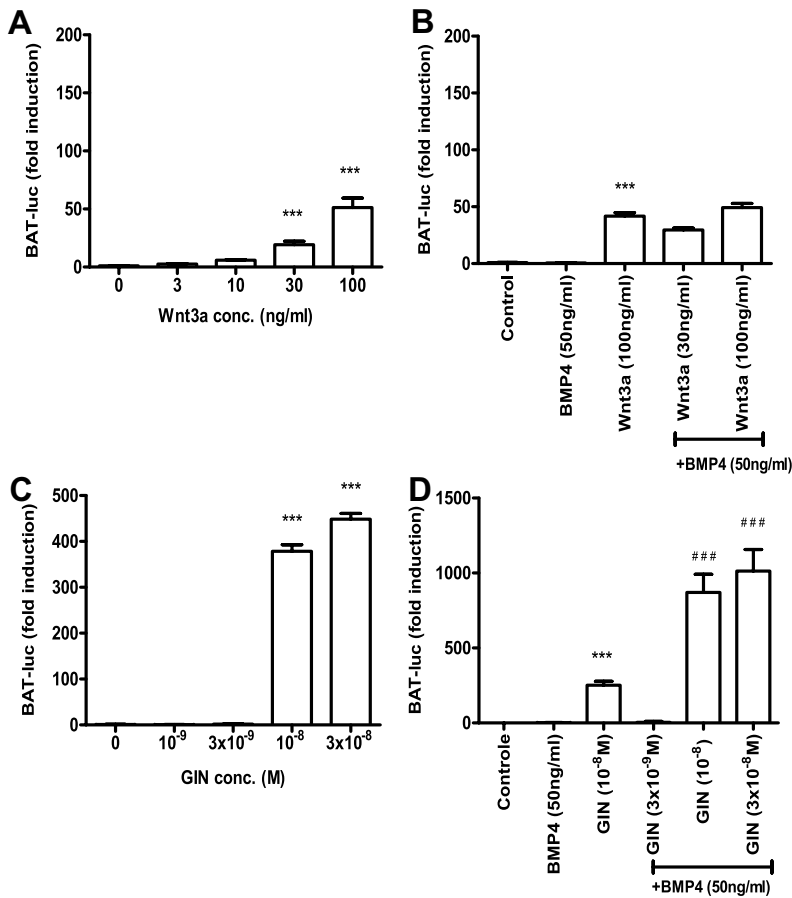 A
BAT-luc (fold induction)
200
150
100
50
0
***
***
0 3 10 30 100
Wnt3a conc. (ng/ml)
B
BAT-luc (fold induction)
200
150
100
50
0
***
Control
BMP4 (50ng/ml)
Wnt3a (100ng/ml)
Wnt3a (30ng/ml)
Wnt3a (100ng/ml)
+BMP4 (50ng/ml)
C
BAT-luc (fold induction)
500
400
300
200
100
0
***
***
0 10⁻⁹ 3x10⁻⁹ 10⁻⁸ 3x10⁻⁸
GIN conc. (M)
D
BAT-luc (fold induction)
1500
1000
500
0
***
###
###
Controle
BMP4 (50ng/ml)
GIN (10⁻⁸M)
GIN (3x10⁻⁹M)
GIN (10⁻⁸)
GIN (3x10⁻⁸M)
+BMP4 (50ng/ml)